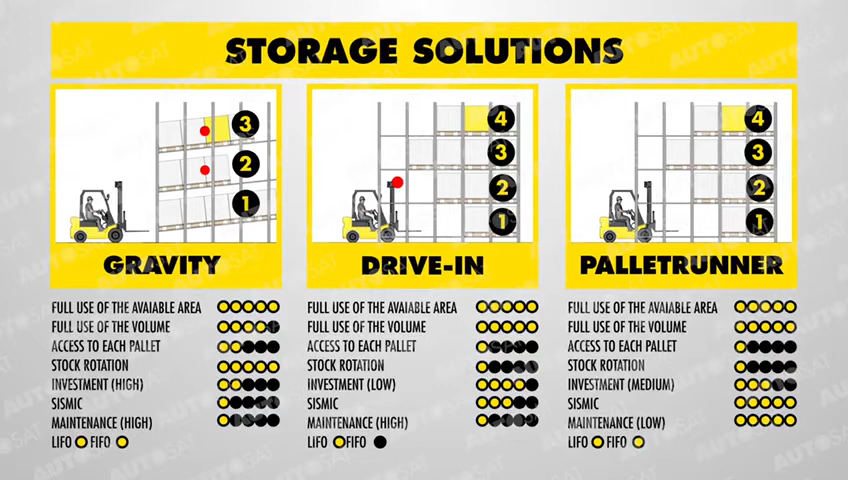 STORAGE SOLUTIONS
3
2
1
GRAVITY
FULL USE OF THE AVAIABLE AREA
FULL USE OF THE VOLUME
ACCESS TO EACH PALLET
STOCK ROTATION
INVESTMENT (HIGH)
SISMIC
MAINTENANCE (HIGH)
LIFO FIFO
4
3
2
1
DRIVE-IN
FULL USE OF THE AVAIABLE AREA
FULL USE OF THE VOLUME
ACCESS TO EACH PALLET
STOCK ROTATION
INVESTMENT (LOW)
SISMIC
MAINTENANCE (HIGH)
LIFO FIFO
4
3
2
1
PALLETRUNNER
FULL USE OF THE AVAIABLE AREA
FULL USE OF THE VOLUME
ACCESS TO EACH PALLET
STOCK ROTATION
INVESTMENT (MEDIUM)
SISMIC
MAINTENANCE (LOW)
LIFO FIFO
AUTOSAT